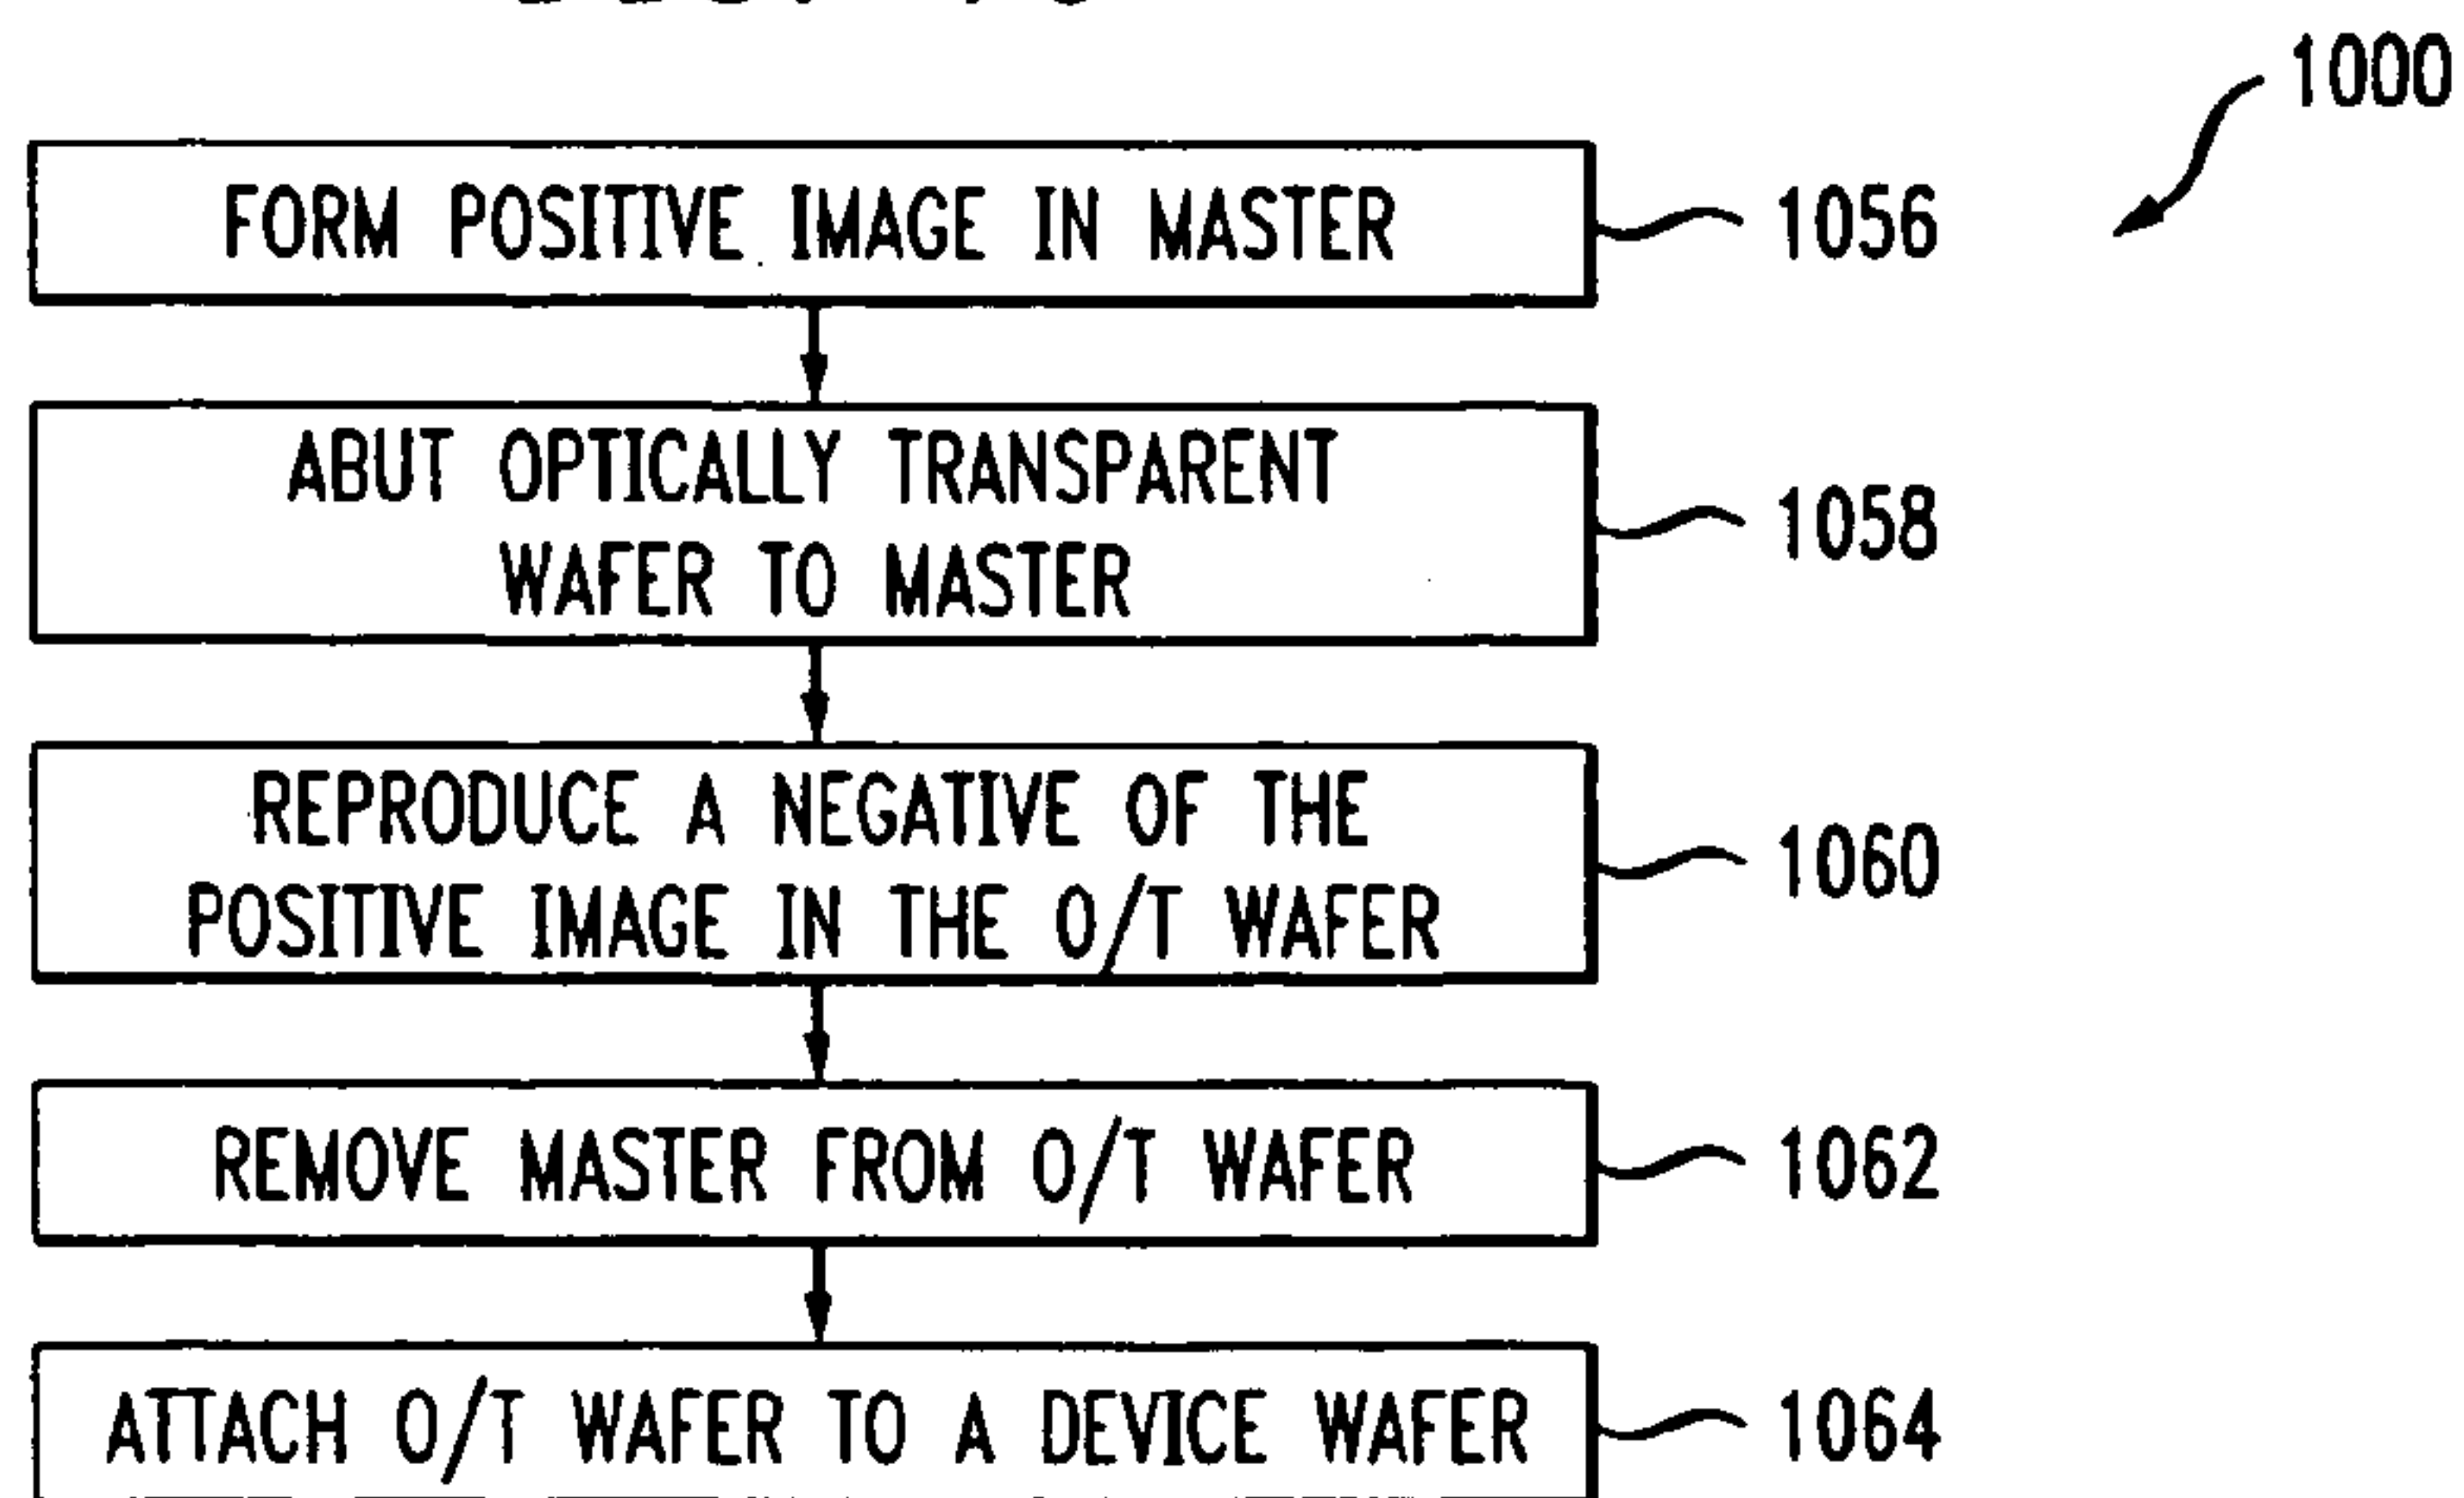 1000
FORM POSITIVE IMAGE IN MASTER
1056
ABUT OPTICALLY TRANSPARENT
WAFER TO MASTER
1058
REPRODUCE A NEGATIVE OF THE
POSITIVE IMAGE IN THE O/T WAFER
1060
REMOVE MASTER FROM O/T WAFER
1062
ATTACH O/T WAFER TO A DEVICE WAFER
1064